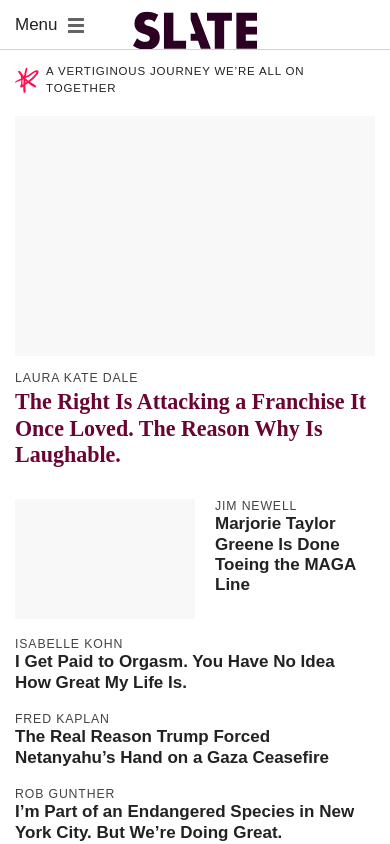 Menu
SLATE
A VERTIGINOUS JOURNEY WE’RE ALL ON
TOGETHER
LAURA KATE DALE
The Right Is Attacking a Franchise It
Once Loved. The Reason Why Is
Laughable.
JIM NEWELL
Marjorie Taylor
Greene Is Done
Toeing the MAGA
Line
ISABELLE KOHN
I Get Paid to Orgasm. You Have No Idea
How Great My Life Is.
FRED KAPLAN
The Real Reason Trump Forced
Netanyahu’s Hand on a Gaza Ceasefire
ROB GUNTHER
I’m Part of an Endangered Species in New
York City. But We’re Doing Great.